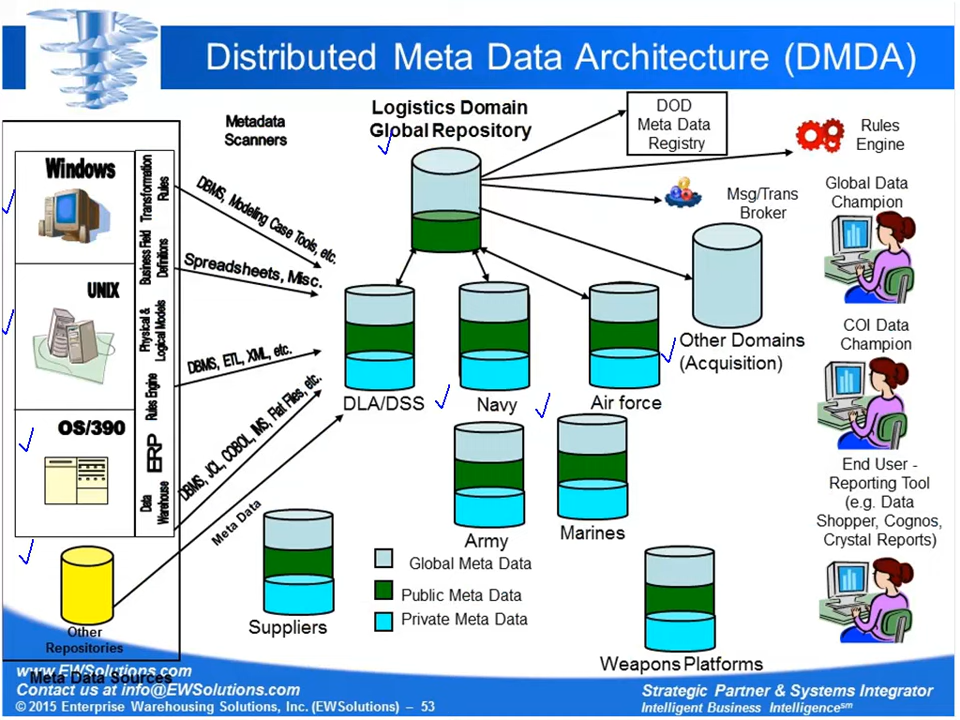 Distributed Meta Data Architecture (DMDA)
Metadata
Scanners
Logistics Domain
Global Repository
DOD
Meta Data
Registry
Rules
Engine
Msg/Trans
Broker
Windows
UNIX
OS/390
Transformation
Rules
Business Field
Definitions
Physical &
Logical Models
Rules Engine
ERP
Data
Warehouse
DBMS, Modeling Case Tools, etc.
Spreadsheets, Misc.
DBMS, ETL, XML, etc.
DBMS, JCL, COBOL, IMS, Flat Files, etc.
Meta Data
Other
Repositories
Meta Data Sources
DLA/DSS
Navy
Air force
Other Domains
(Acquisition)
Army
Marines
Suppliers
Weapons Platforms
Global Meta Data
Public Meta Data
Private Meta Data
Global Data
Champion
COI Data
Champion
End User -
Reporting Tool
(e.g. Data
Shopper, Cognos,
Crystal Reports)
www.EWSolutions.com
Contact us at info@EWSolutions.com
© 2015 Enterprise Warehousing Solutions, Inc. (EWSolutions) – 53
Strategic Partner & Systems Integrator
Intelligent Business Intelligence℠